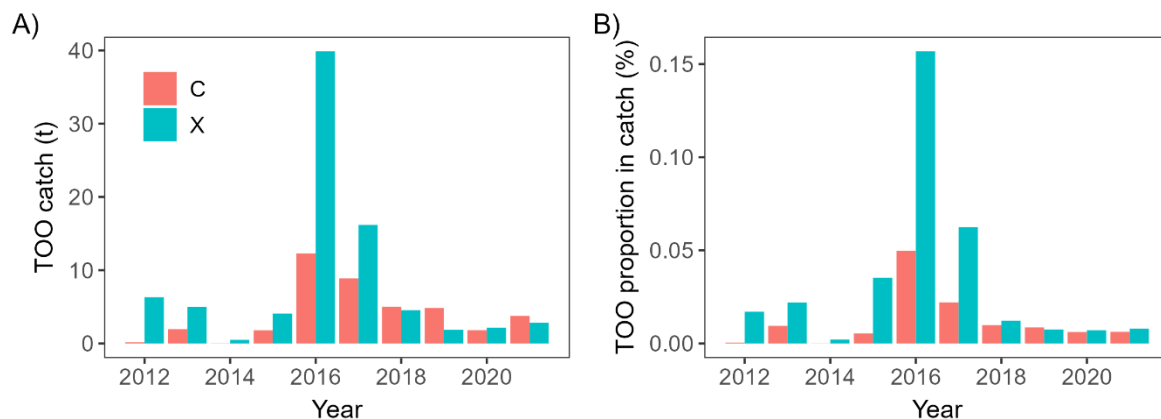 A)
TOO catch (t)
40
30
20
10
0
C
X
2012 2014 2016 2018 2020
Year
B)
TOO proportion in catch (%)
0.15
0.10
0.05
0.00
2012 2014 2016 2018 2020
Year